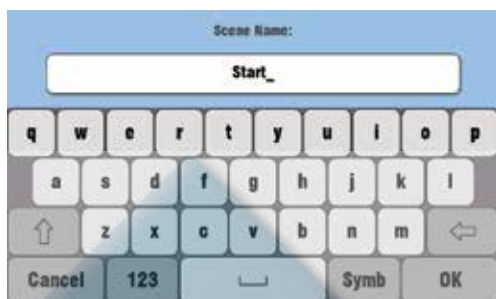 Scene Name:
Start_
q w e r t y u i o p
a s d f g h j k l
z x c v b n m
Cancel 123 Symb OK